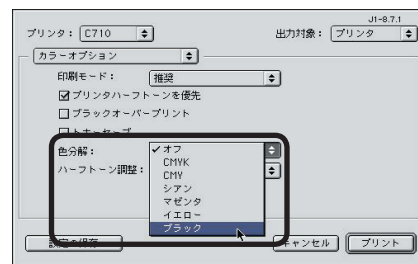 J1-8.7.1
プリンタ： C710 出力対象： プリンタ
カラーオプション
印刷モード： 推奨
プリンタハーフトーンを優先
ブラックオーバープリント
トナーセーブ
色分解： ✓オフ
ハーフトーン調整：
CMYK
CMY
シアン
マゼンタ
イエロー
ブラック
設定の保存 キャンセル プリント